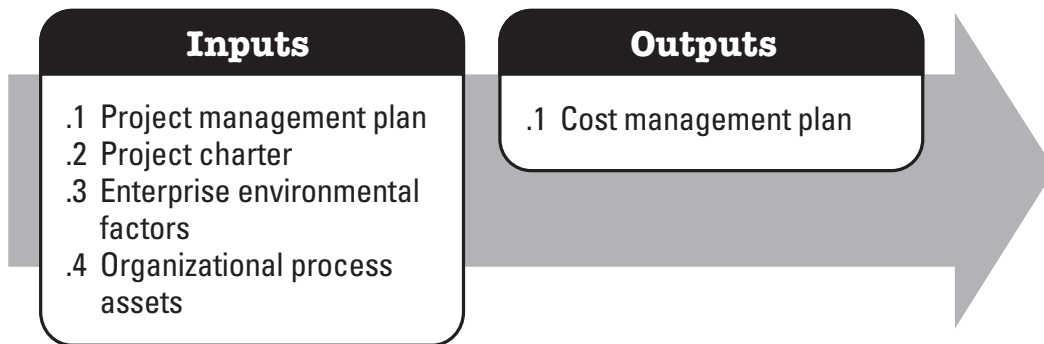 Inputs
.1 Project management plan
.2 Project charter
.3 Enterprise environmental
factors
.4 Organizational process
assets
Outputs
.1 Cost management plan